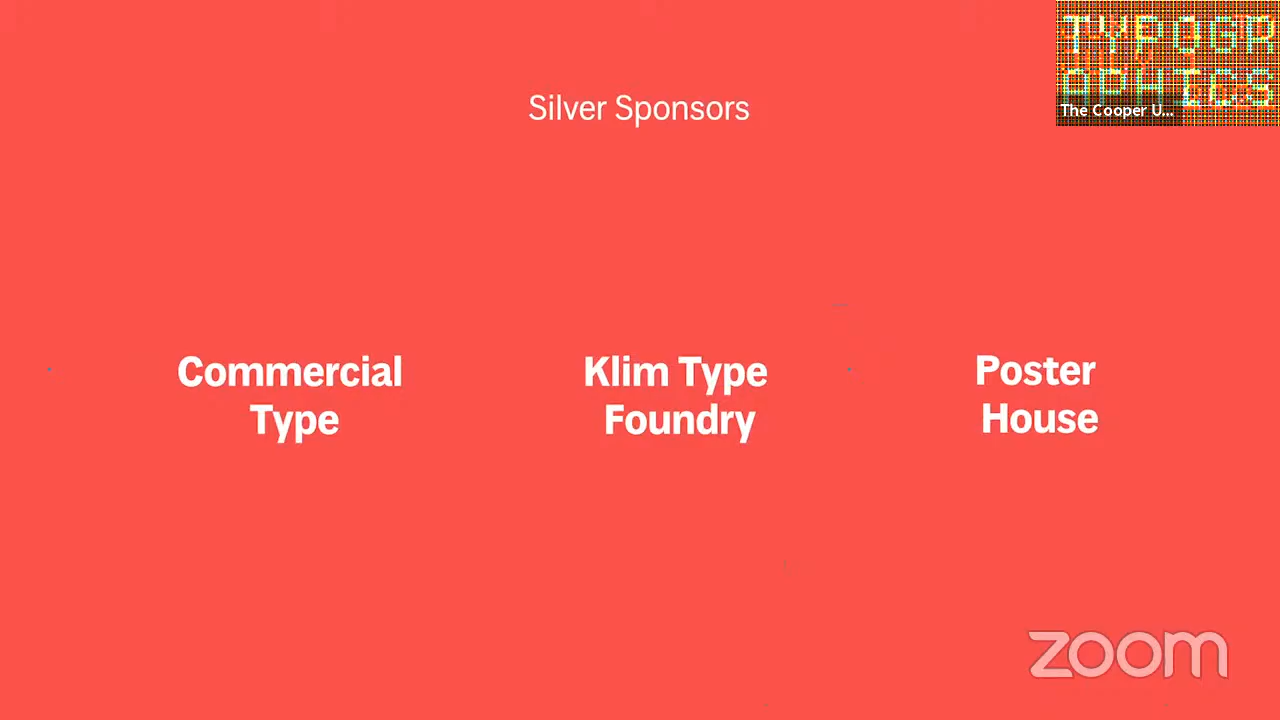 Silver Sponsors
TYPOGR
APHICS
The Cooper U...
Commercial
Type
Klim Type
Foundry
Poster
House
zoom